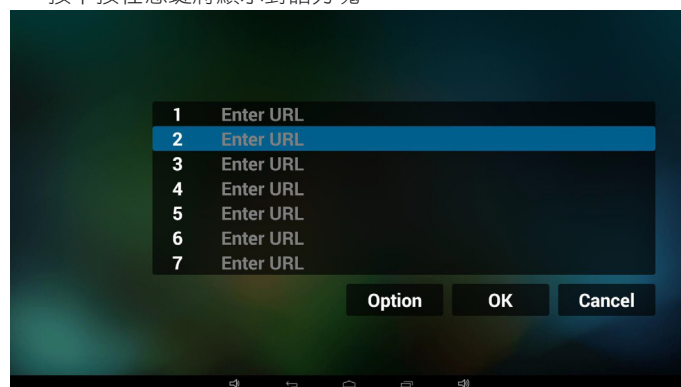 1 Enter URL
2 Enter URL
3 Enter URL
4 Enter URL
5 Enter URL
6 Enter URL
7 Enter URL
Option OK Cancel